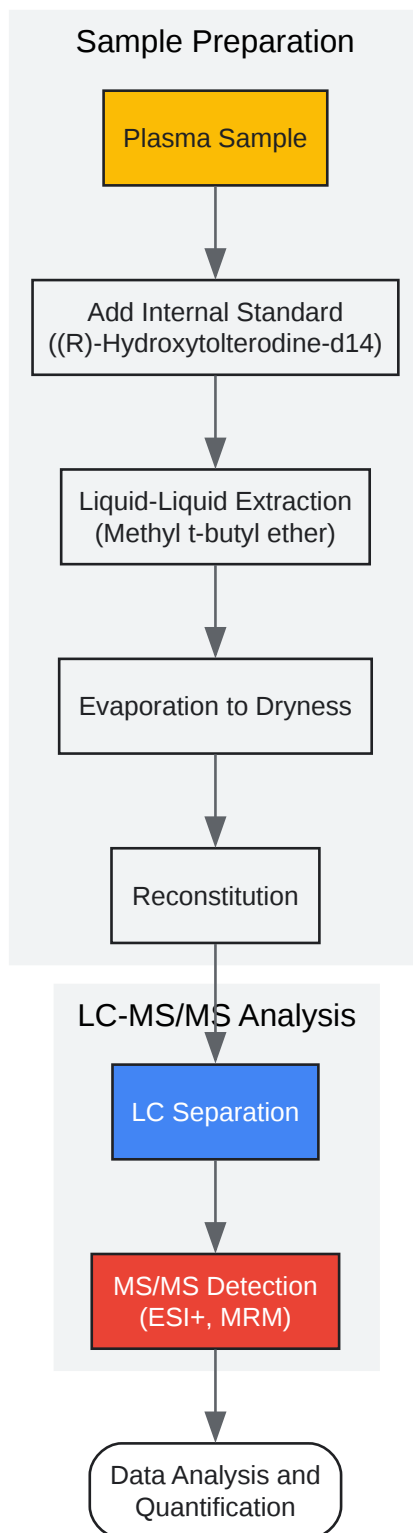 Sample Preparation
Plasma Sample
Add Internal Standard
((R)-Hydroxytolterodine-d14)
Liquid-Liquid Extraction
(Methyl t-butyl ether)
Evaporation to Dryness
Reconstitution
LC-MS/MS Analysis
LC Separation
MS/MS Detection
(ESI+, MRM)
Data Analysis and
Quantification